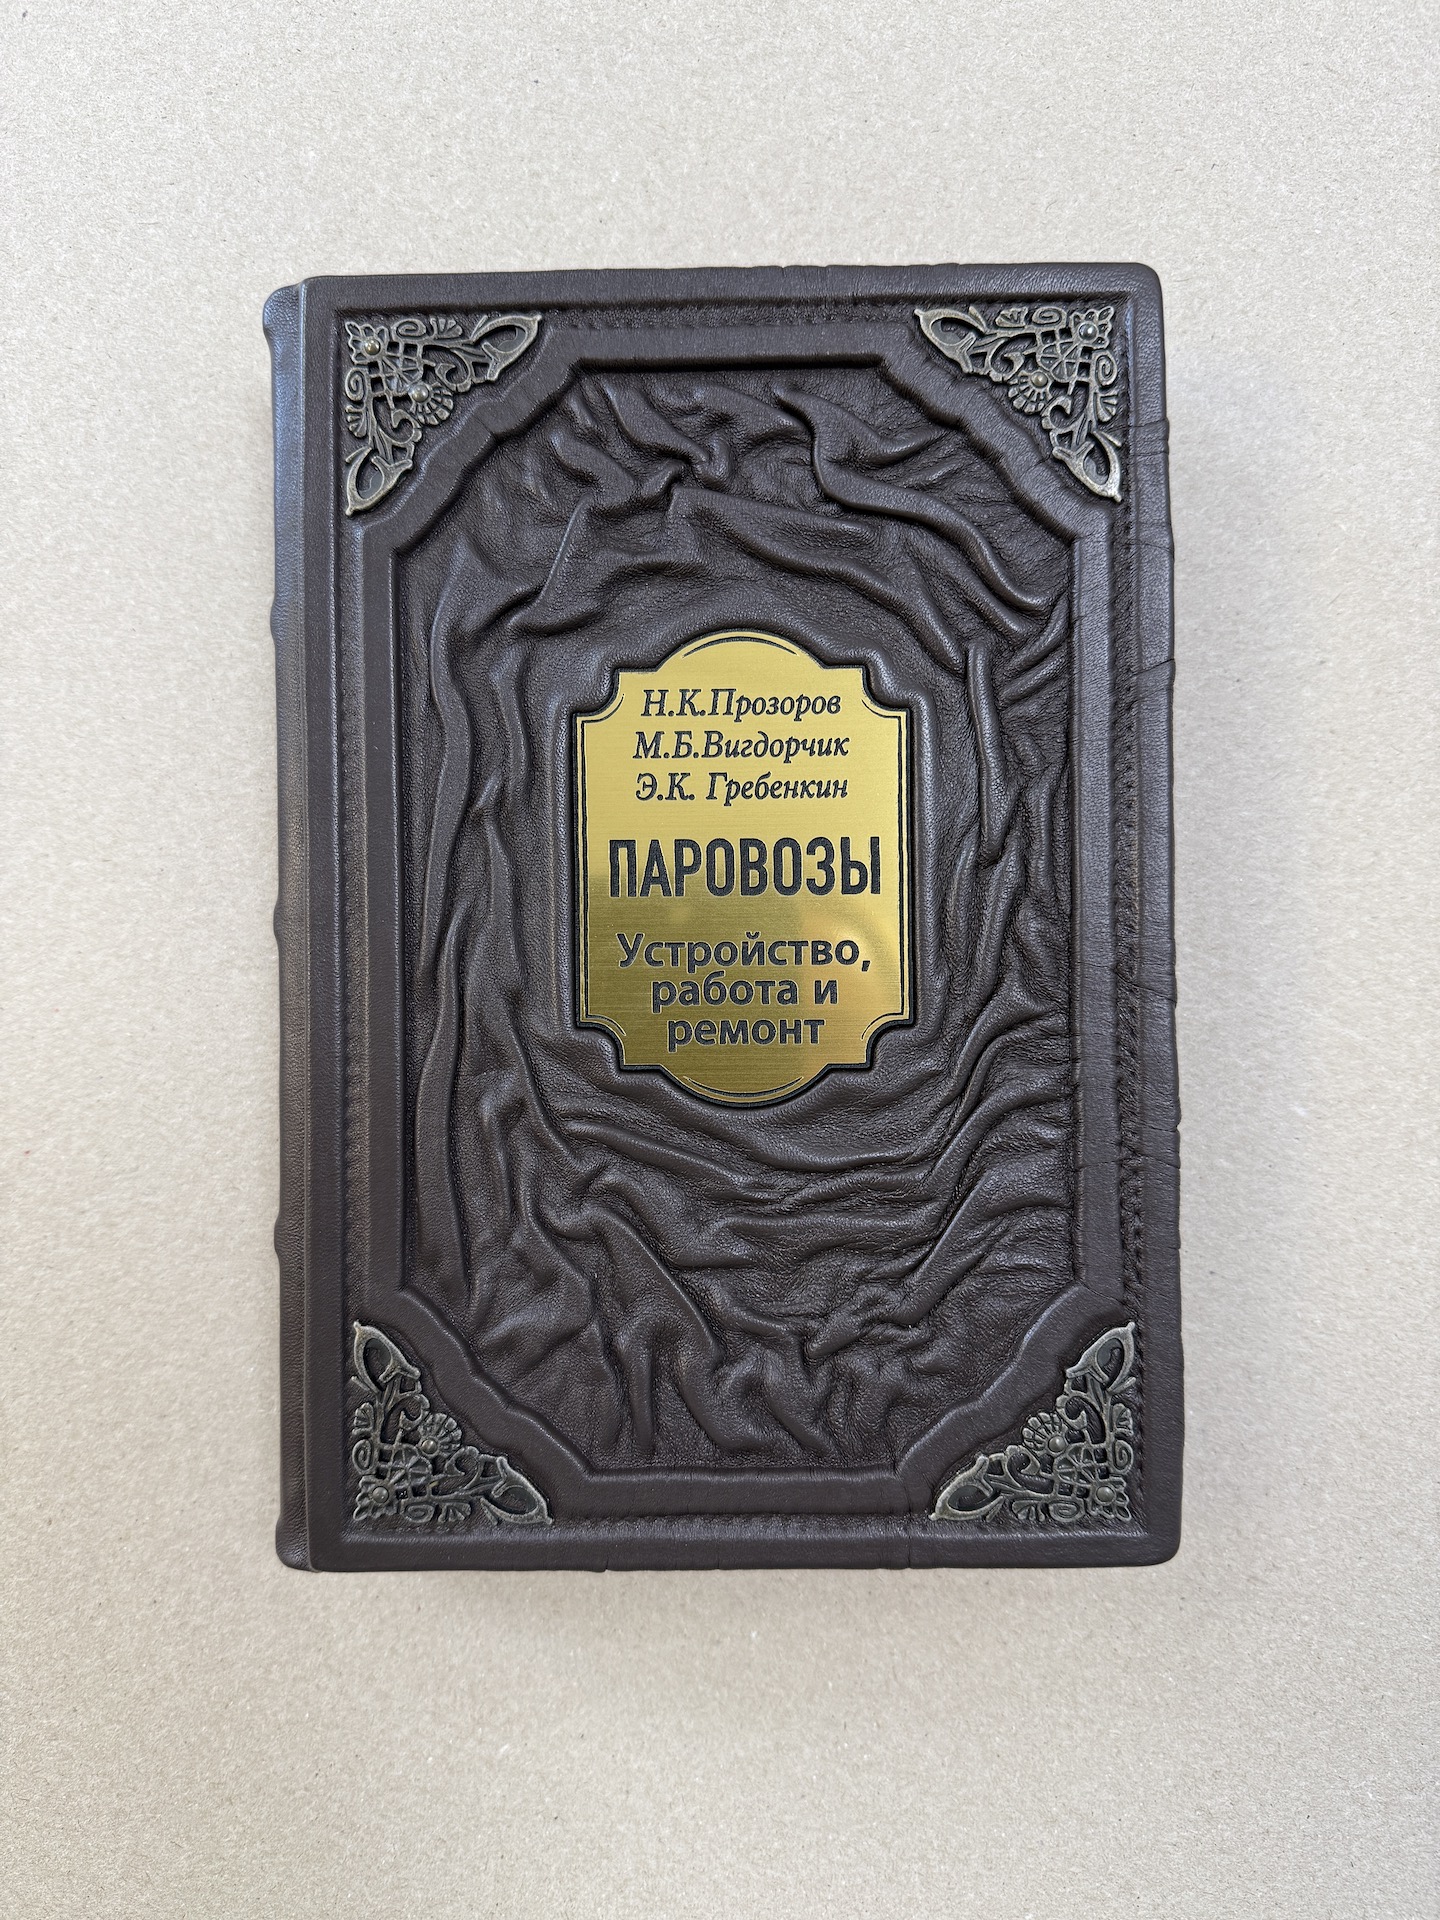 Н.К.Прозоров
М.Б.Вигдорчик
Э.К. Гребенкин
ПАРОВОЗЫ
Устройство,
работа и
ремонт